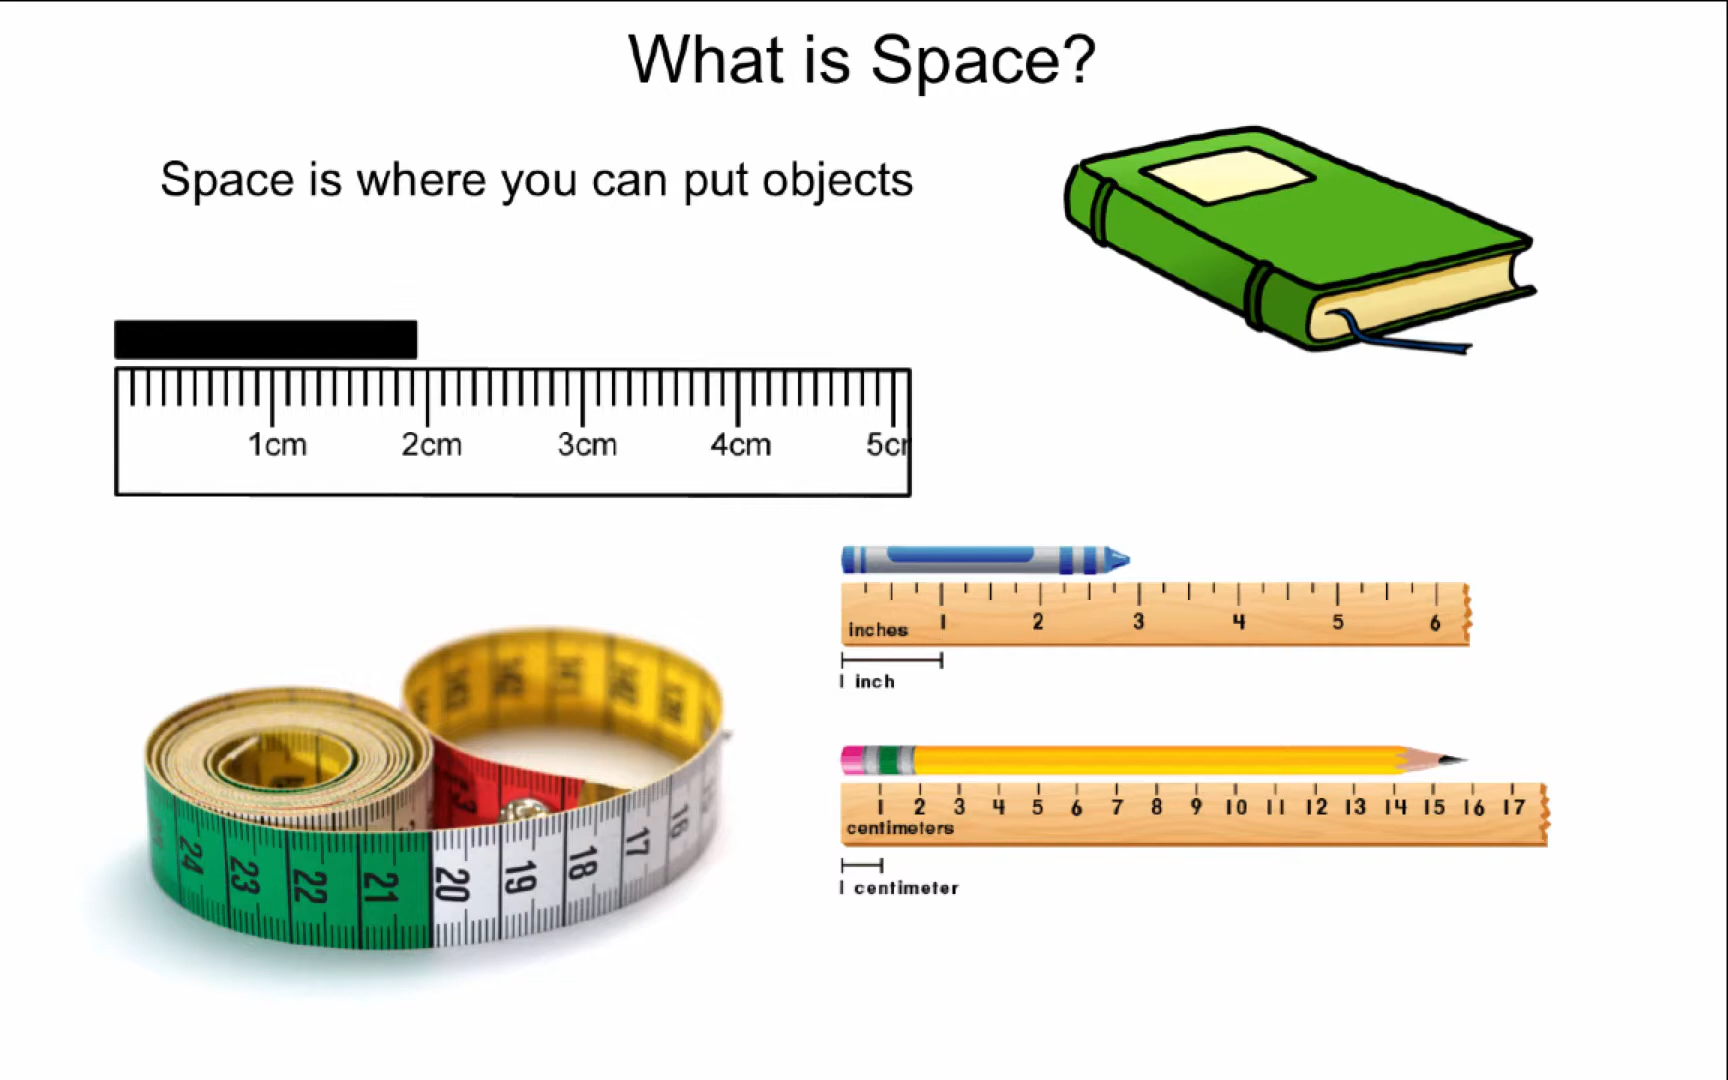 What is Space?
Space is where you can put objects
1cm 2cm 3cm 4cm 5cr
1 2 3 4 5 6
inches
1 inch
1 2 3 4 5 6 7 8 9 10 11 12 13 14 15 16 17
centimeters
1 centimeter
24 23 22 21 20 19 18 17 16